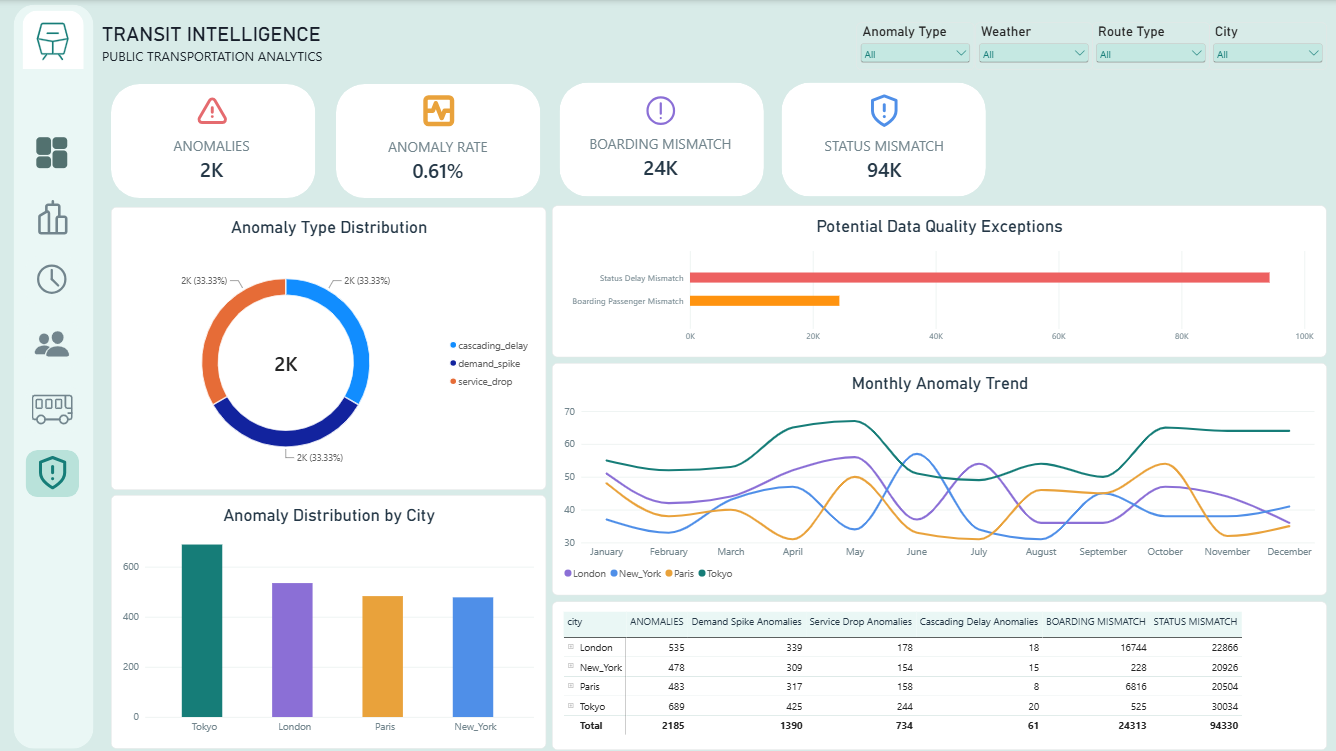 TRANSIT INTELLIGENCE
PUBLIC TRANSPORTATION ANALYTICS
Anomaly Type Weather Route Type City
All All All All
ANOMALIES
2K
ANOMALY RATE
0.61%
BOARDING MISMATCH
24K
STATUS MISMATCH
94K
Anomaly Type Distribution
2K (33.33%) 2K (33.33%)
2K
2K (33.33%)
cascading_delay
demand_spike
service_drop
Potential Data Quality Exceptions
Status Delay Mismatch
Boarding Passenger Mismatch
0K 20K 40K 60K 80K 100K
Monthly Anomaly Trend
70
60
50
40
30
January February March April May June July August September October November December
London New_York Paris Tokyo
Anomaly Distribution by City
600
400
200
0
Tokyo London Paris New_York
city ANOMALIES Demand Spike Anomalies Service Drop Anomalies Cascading Delay Anomalies BOARDING MISMATCH STATUS MISMATCH
London 535 339 178 18 16744 22866
New_York 478 309 154 15 228 20926
Paris 483 317 158 8 6816 20504
Tokyo 689 425 244 20 525 30034
Total 2185 1390 734 61 24313 94330